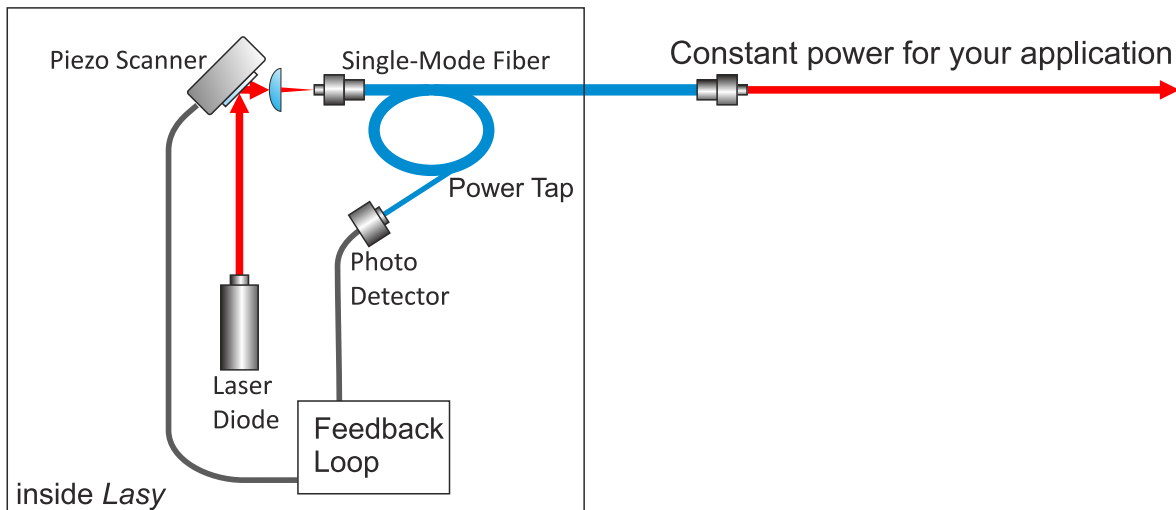 Piezo Scanner
Single-Mode Fiber
Constant power for your application
Power Tap
Photo
Detector
Laser
Diode
Feedback
Loop
inside Lasy